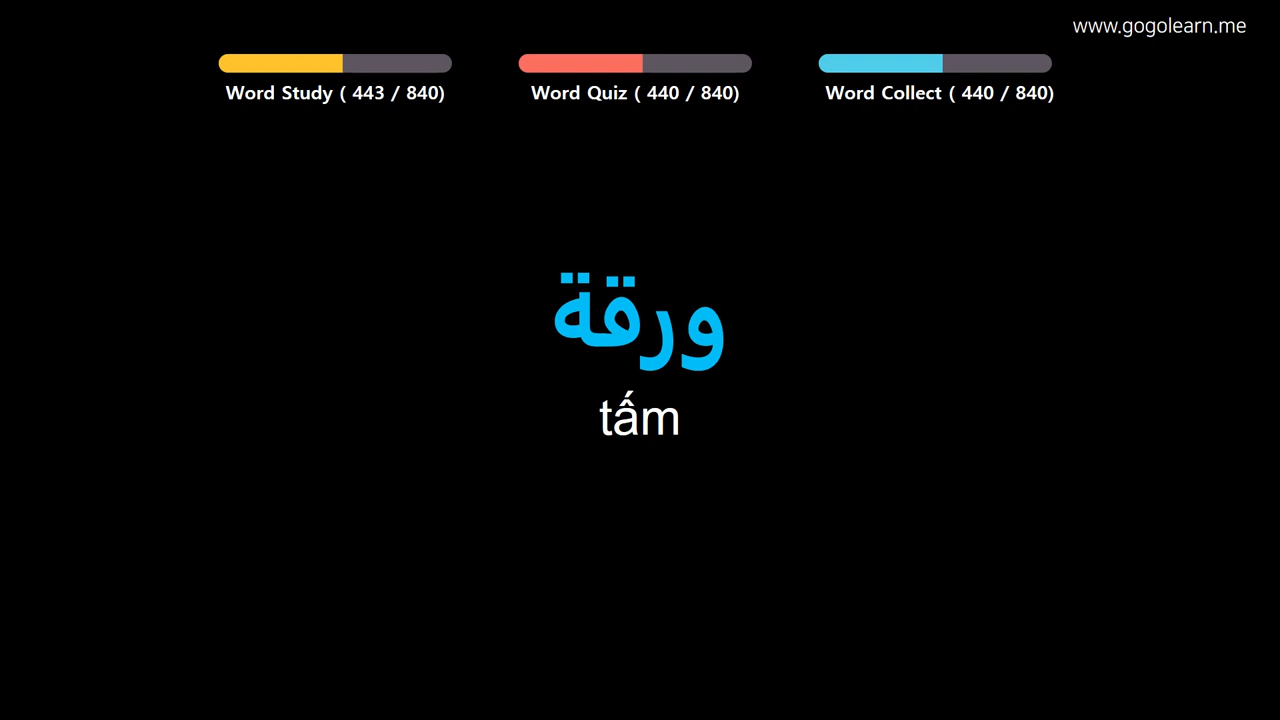 www.gogolearn.me
Word Study ( 443 / 840)
Word Quiz ( 440 / 840)
Word Collect ( 440 / 840)
ورقة
tấm